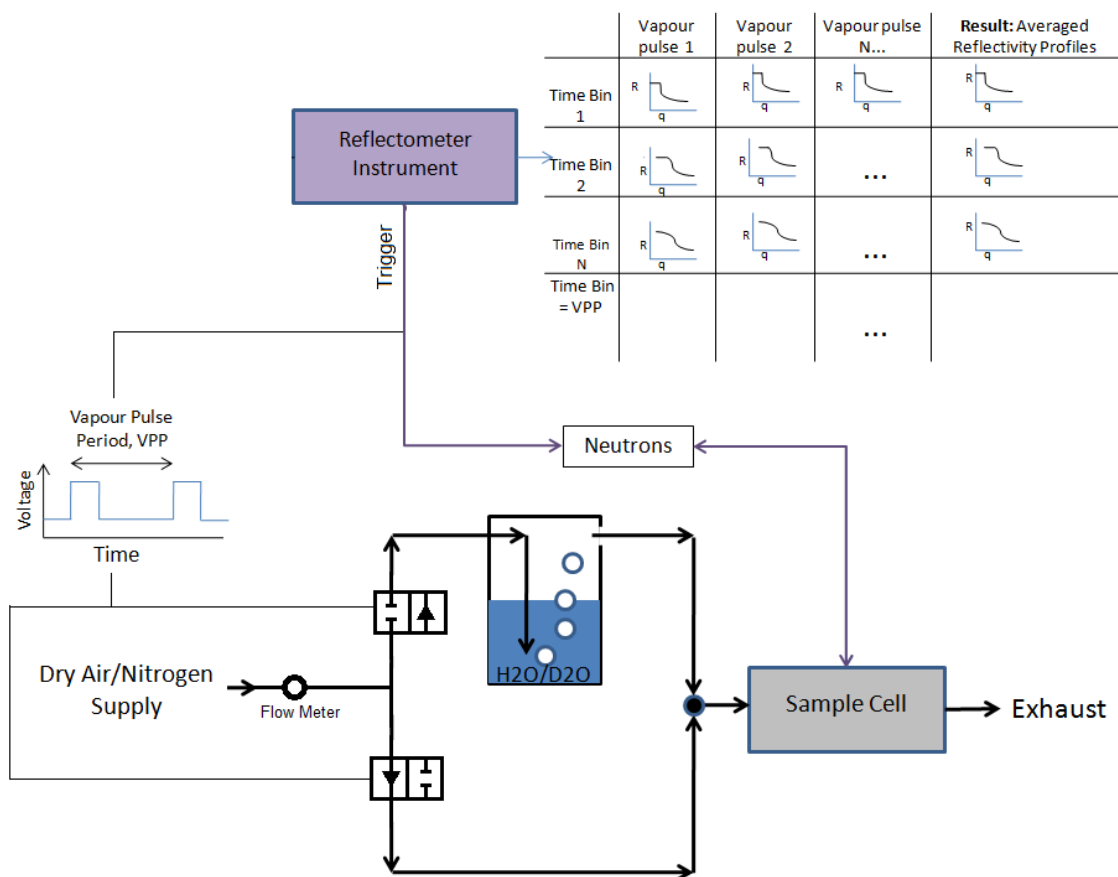 Vapour
pulse 1
Vapour
pulse 2
Vapour pulse
N...
Result: Averaged
Reflectivity Profiles
Time Bin
1
R
q
R
q
R
q
R
q
Time Bin
2
R
q
R
q
...
R
q
Time Bin
N
R
q
R
q
...
R
q
Time Bin
= VPP
...
Reflectometer
Instrument
Trigger
Vapour Pulse
Period, VPP
Voltage
Time
Neutrons
H2O/D2O
Dry Air/Nitrogen
Supply
Flow Meter
Sample Cell
Exhaust